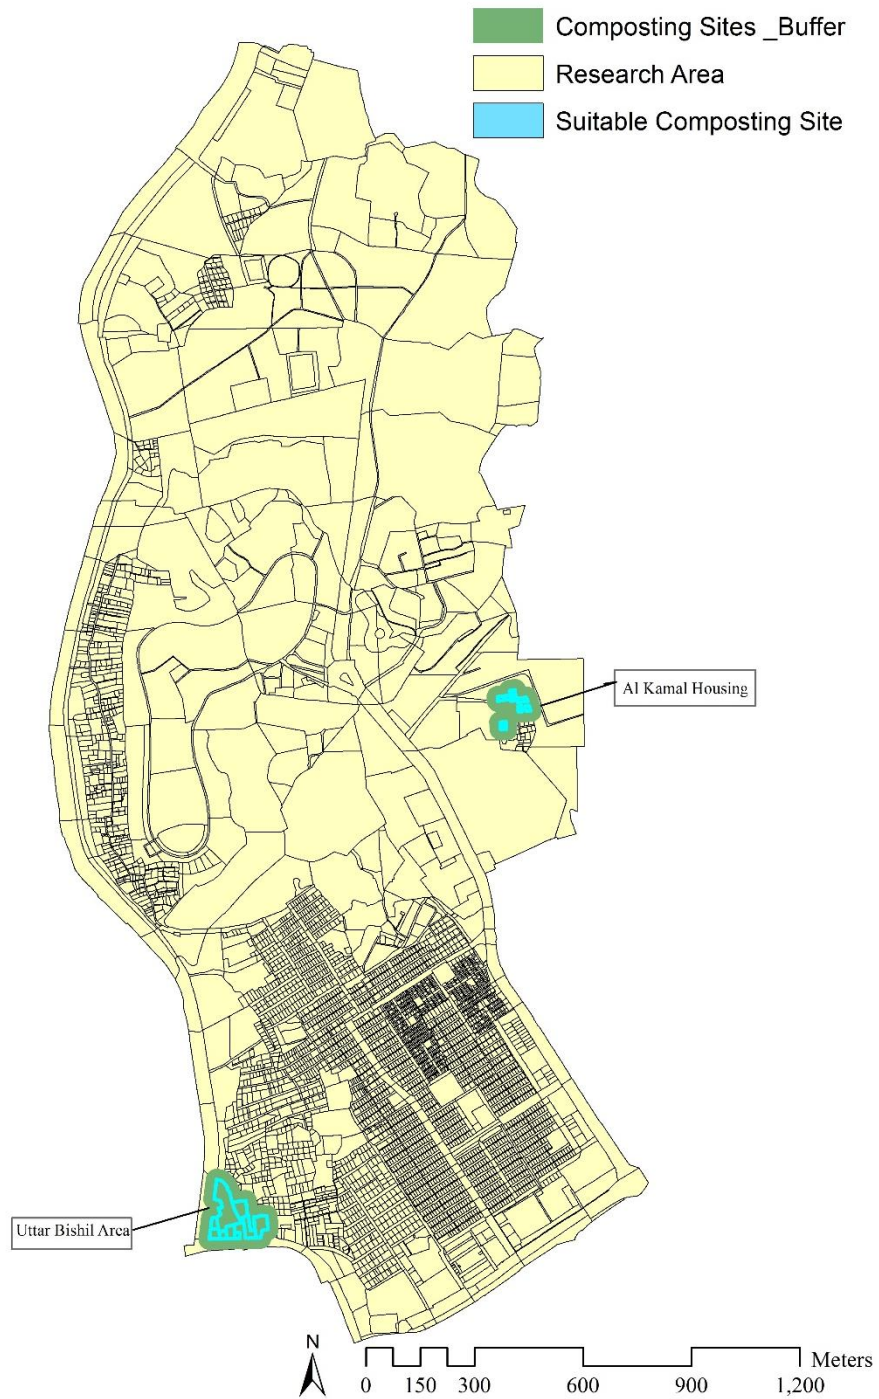 Composting Sites _Buffer
Research Area
Suitable Composting Site
Al Kamal Housing
Uttar Bishil Area
N
Meters
0 150 300 600 900 1,200